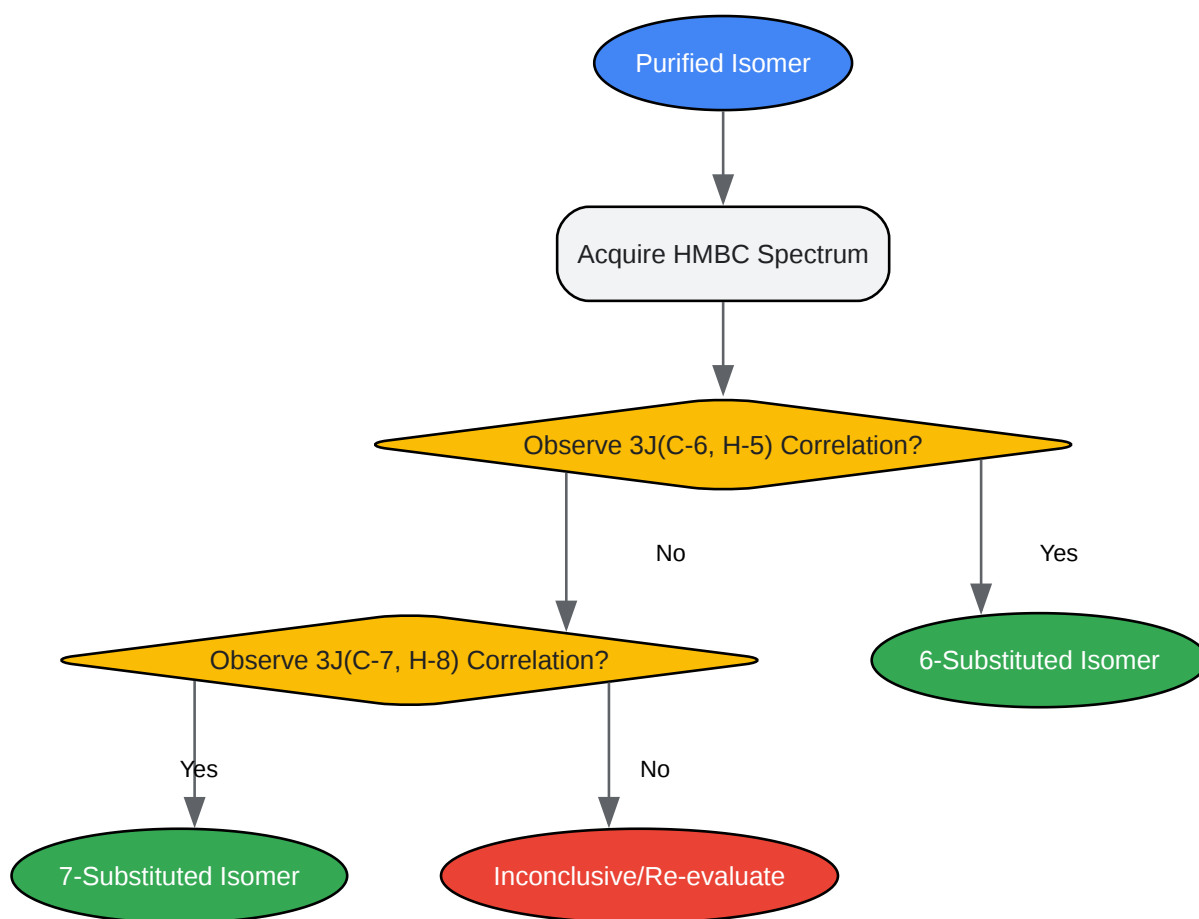 Purified Isomer
Acquire HMBC Spectrum
Observe 3J(C-6, H-5) Correlation?
No
Yes
Observe 3J(C-7, H-8) Correlation?
6-Substituted Isomer
Yes
No
7-Substituted Isomer
Inconclusive/Re-evaluate